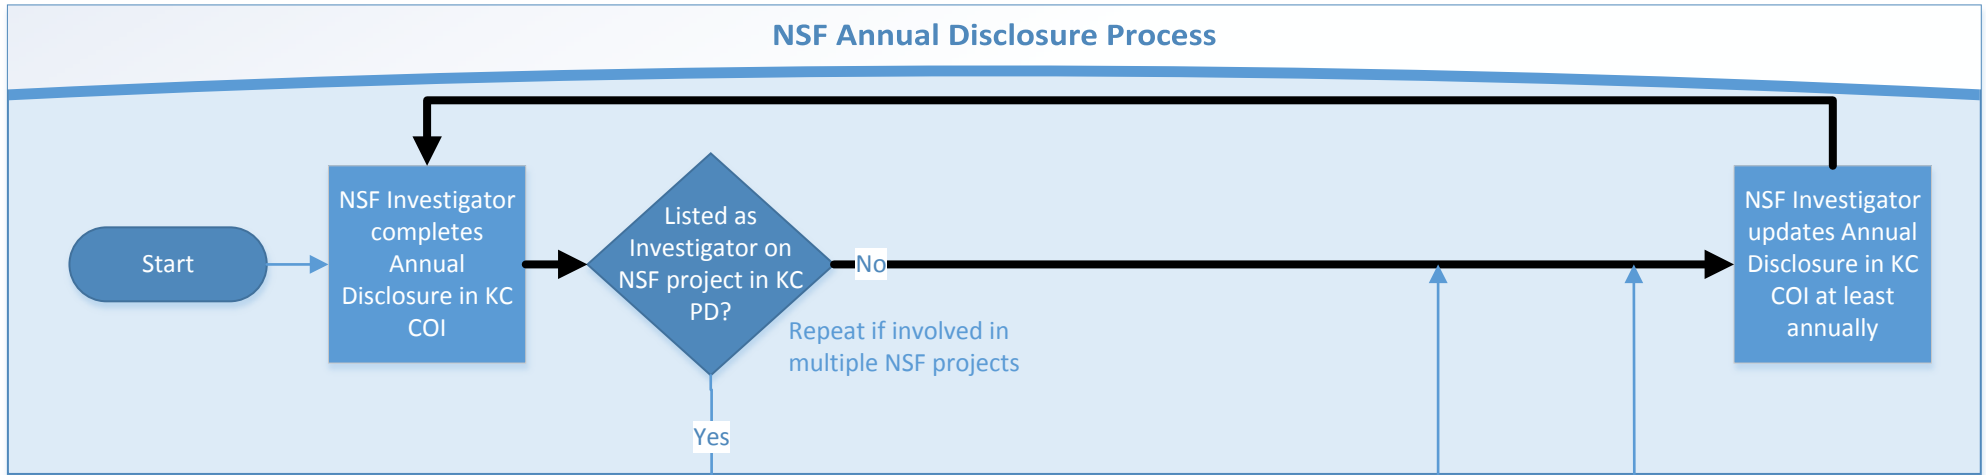 NSF Annual Disclosure Process
Start
NSF Investigator
completes
Annual
Disclosure in KC
COI
Listed as
Investigator on
NSF project in KC
PD?
No
Repeat if involved in
multiple NSF projects
Yes
NSF Investigator
updates Annual
Disclosure in KC
COI at least
annually